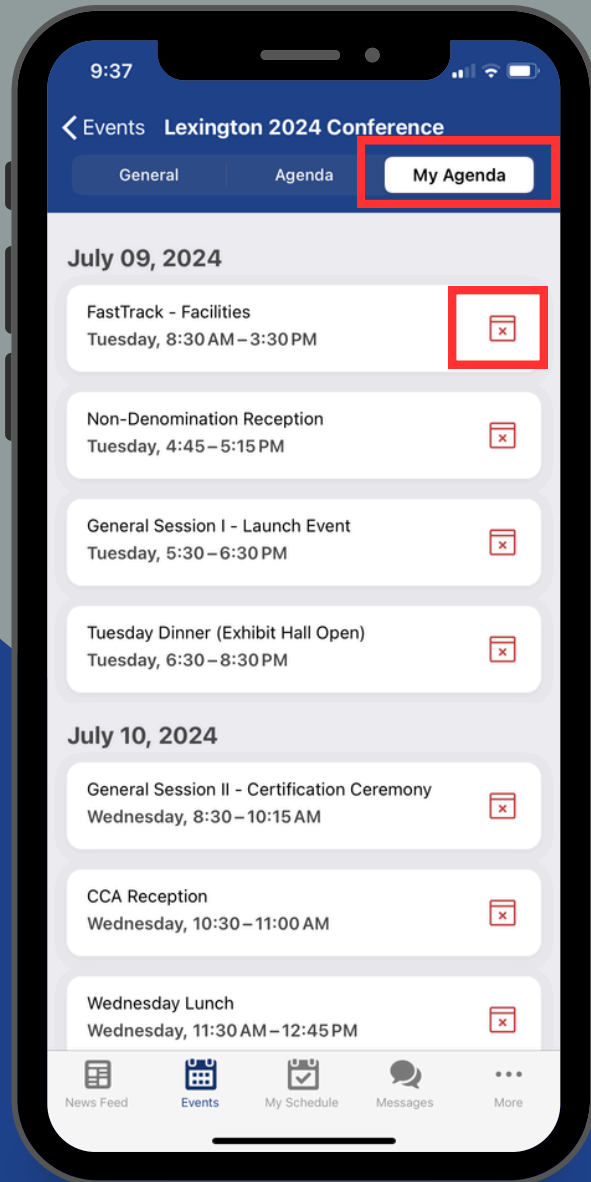 9:37
Events Lexington 2024 Conference
General Agenda My Agenda
July 09, 2024
FastTrack - Facilities
Tuesday, 8:30 AM – 3:30 PM
Non-Denomination Reception
Tuesday, 4:45 – 5:15 PM
General Session I - Launch Event
Tuesday, 5:30 – 6:30 PM
Tuesday Dinner (Exhibit Hall Open)
Tuesday, 6:30 – 8:30 PM
July 10, 2024
General Session II - Certification Ceremony
Wednesday, 8:30 – 10:15 AM
CCA Reception
Wednesday, 10:30 – 11:00 AM
Wednesday Lunch
Wednesday, 11:30 AM – 12:45 PM
News Feed Events My Schedule Messages More